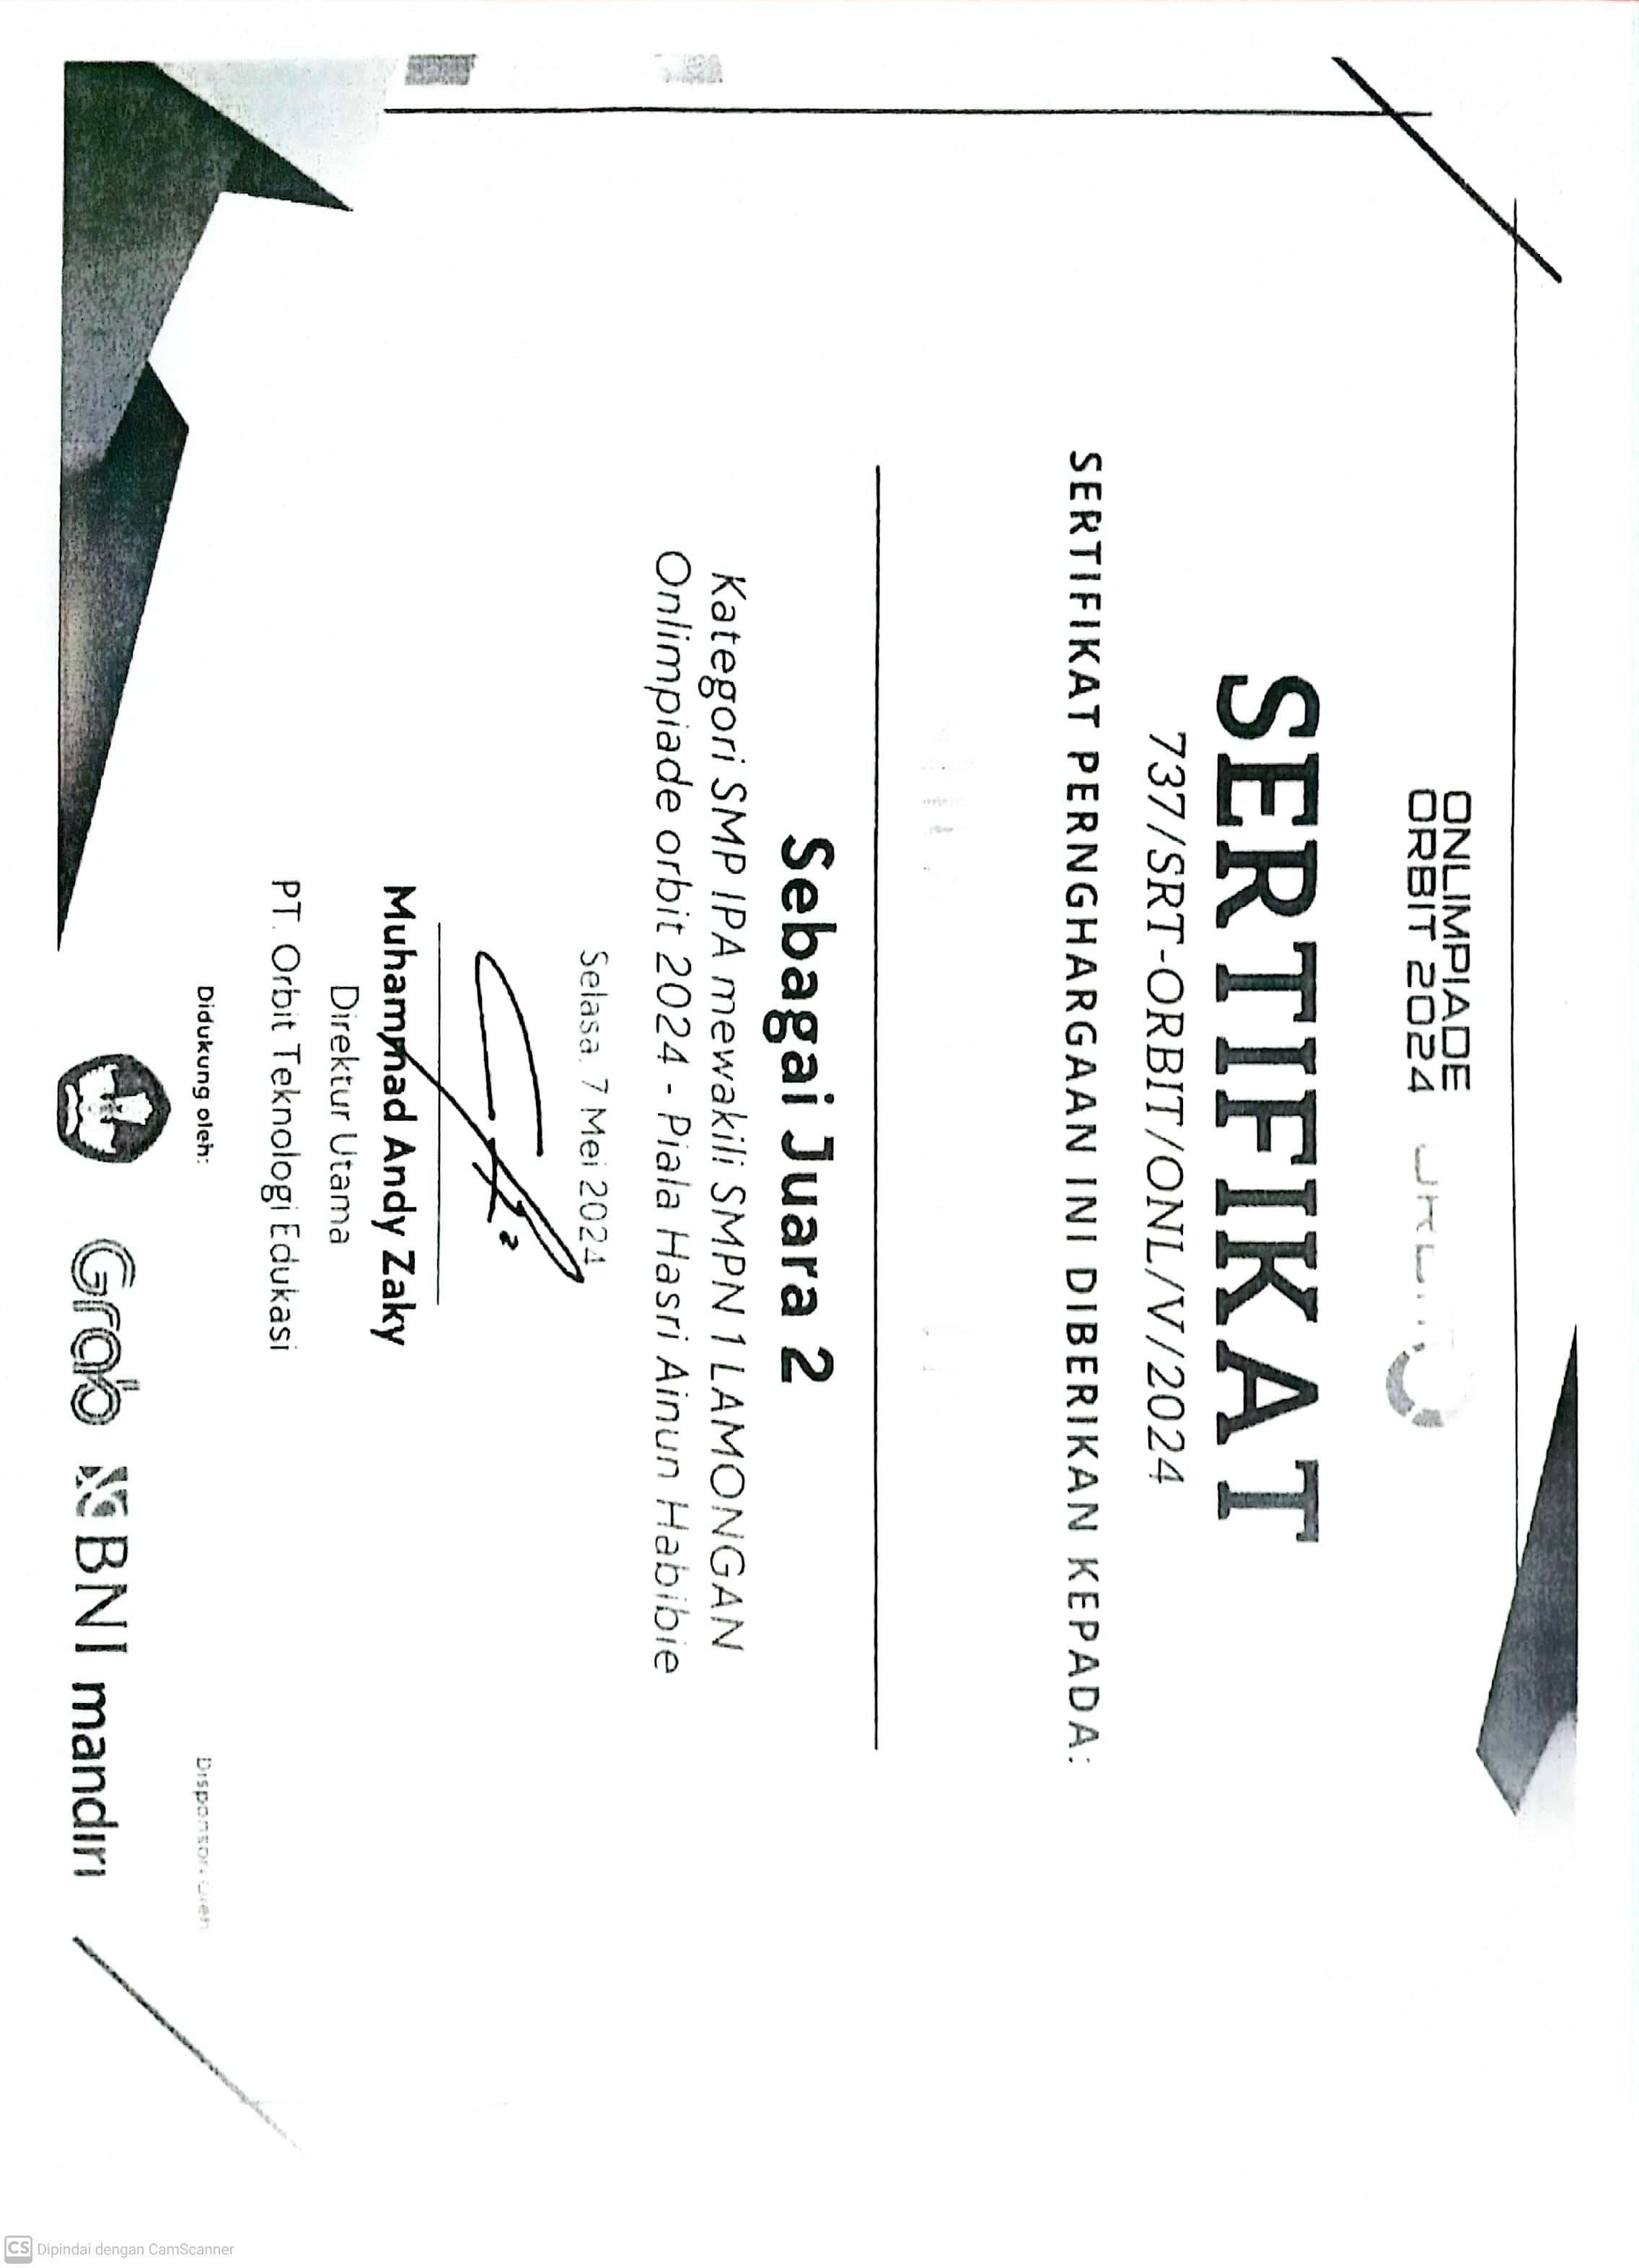 ONLIMPIADE
ORBIT 2024
SERTIFIKAT
737/SRT-ORBIT/ONL/V/2024
SERTIFIKAT PERNGHARGAAN INI DIBERIKAN KEPADA:
Sebagai Juara 2
Kategori SMP IPA mewakili SMPN 1 LAMONGAN
Onlimpiade orbit 2024 - Piala Hasri Ainun Habibie
Selasa, 7 Mei 2024
Muhammad Andy Zaky
Direktur Utama
PT. Orbit Teknologi Edukasi
Didukung oleh:
Disponsori oleh
Grab BNI mandiri
CS Dipindai dengan CamScanner